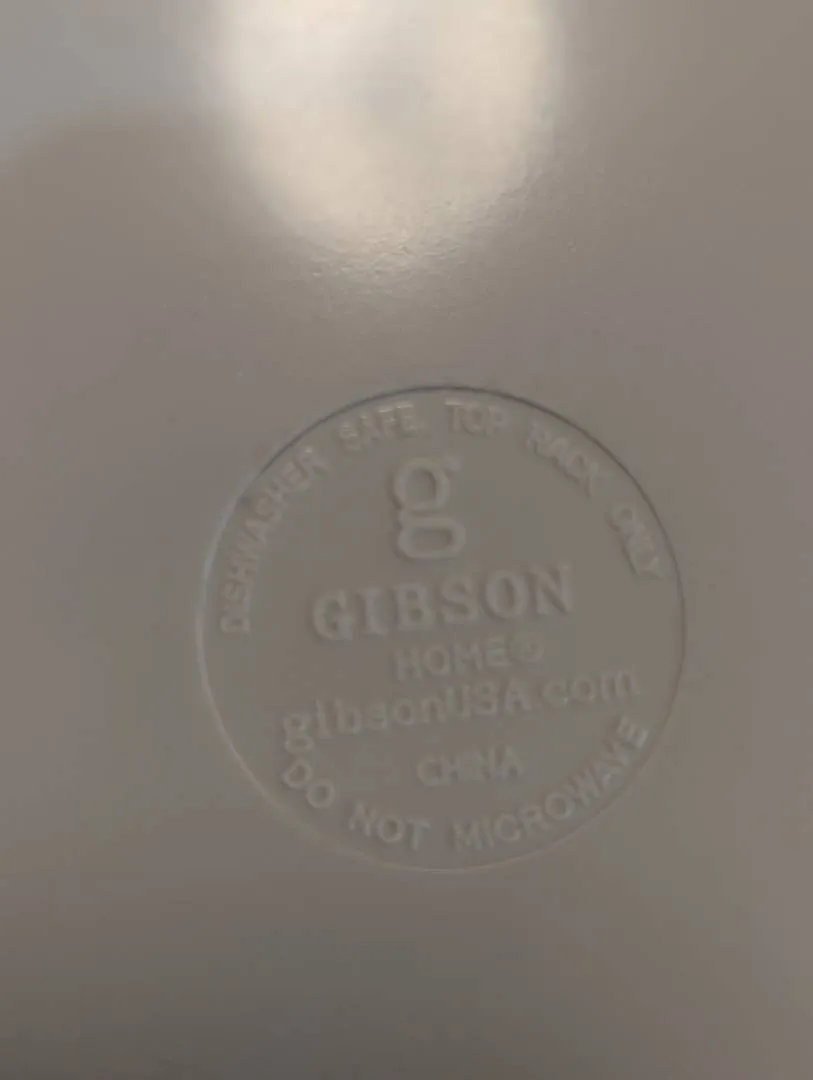 DISHWASHER SAFE TOP RACK ONLY
g
GIBSON
HOME®
gibsonUSA.com
CHINA
DO NOT MICROWAVE